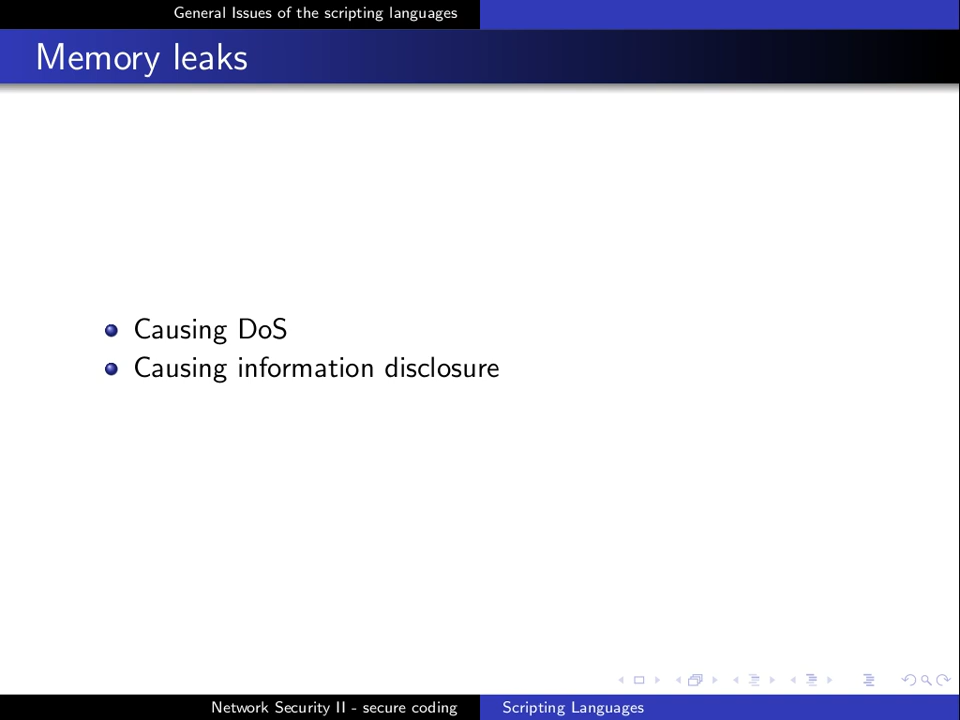 General Issues of the scripting languages
Memory leaks
Causing DoS
Causing information disclosure
Network Security II - secure coding
Scripting Languages